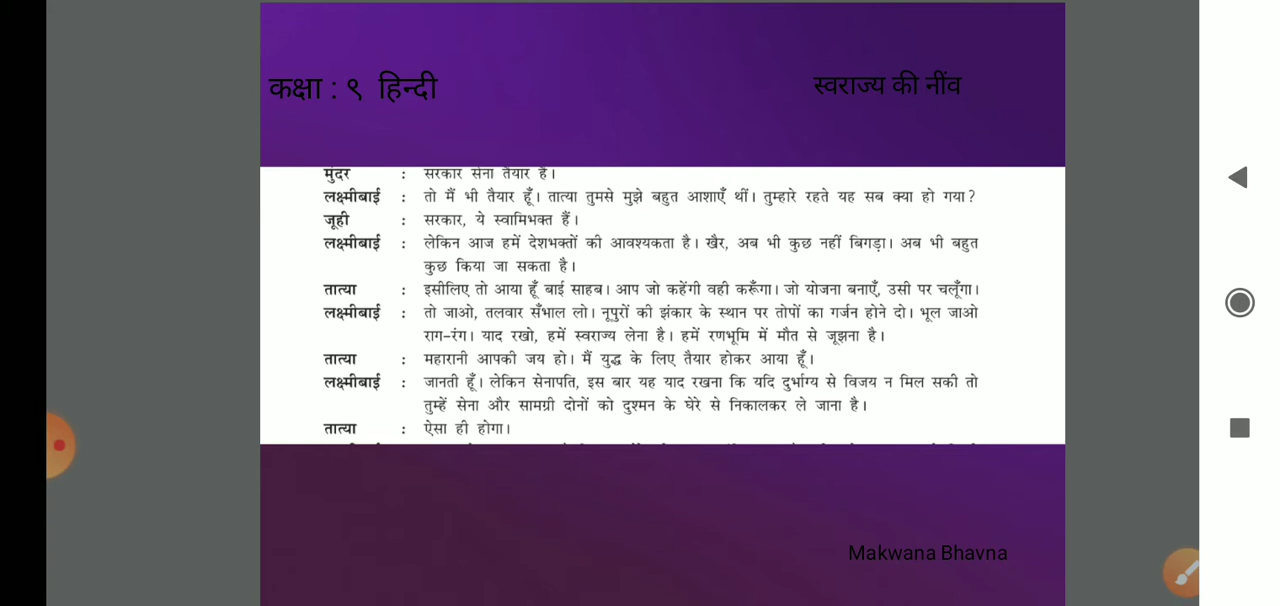 कक्षा : ९ हिन्दी
स्वराज्य की नींव
मुंदर : सरकार सेना तैयार है।
लक्ष्मीबाई : तो मैं भी तैयार हूँ। तात्या तुमसे मुझे बहुत आशाएँ थीं। तुम्हारे रहते यह सब क्या हो गया?
जूही : सरकार, ये स्वामिभक्त हैं।
लक्ष्मीबाई : लेकिन आज हमें देशभक्तों की आवश्यकता है। खैर, अब भी कुछ नहीं बिगड़ा। अब भी बहुत
कुछ किया जा सकता है।
तात्या : इसीलिए तो आया हूँ बाई साहब। आप जो कहेंगी वही करूँगा। जो योजना बनाएँ, उसी पर चलूँगा।
लक्ष्मीबाई : तो जाओ, तलवार सँभाल लो। नूपुरों की झंकार के स्थान पर तोपों का गर्जन होने दो। भूल जाओ
राग-रंग। याद रखो, हमें स्वराज्य लेना है। हमें रणभूमि में मौत से जूझना है।
तात्या : महारानी आपकी जय हो। मैं युद्ध के लिए तैयार होकर आया हूँ।
लक्ष्मीबाई : जानती हूँ। लेकिन सेनापति, इस बार यह याद रखना कि यदि दुर्भाग्य से विजय न मिल सकी तो
तुम्हें सेना और सामग्री दोनों को दुश्मन के घेरे से निकालकर ले जाना है।
तात्या : ऐसा ही होगा।
Makwana Bhavna